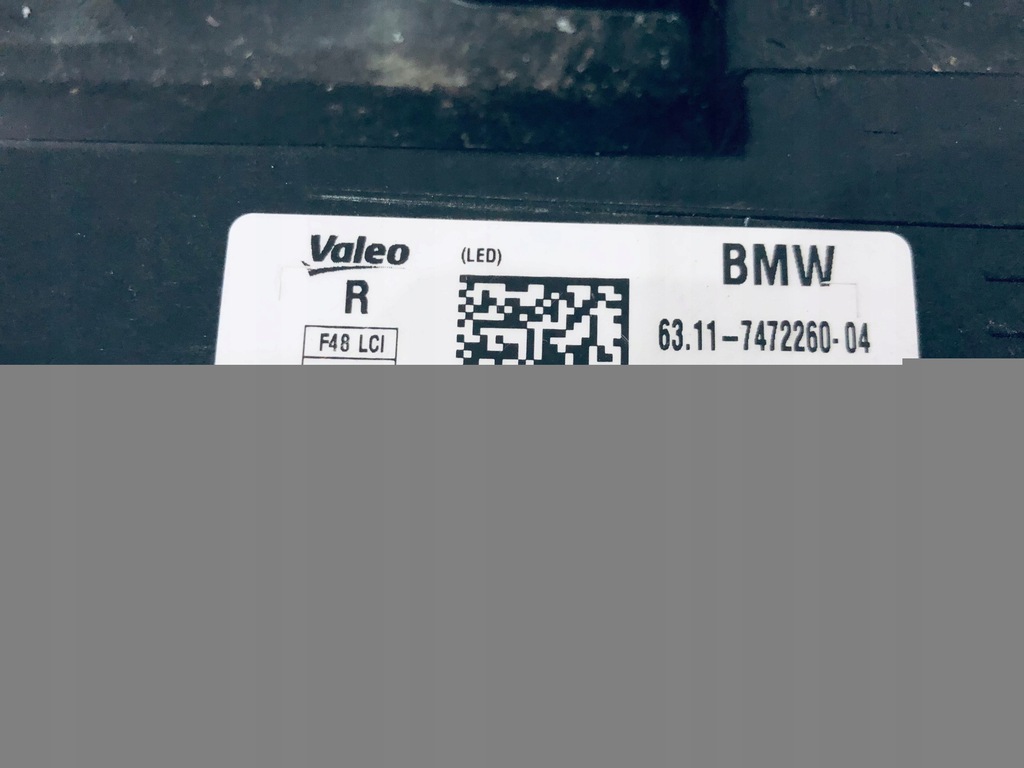 Valeo (LED) BMW
R
63.11-7472260-04
F48 LCI